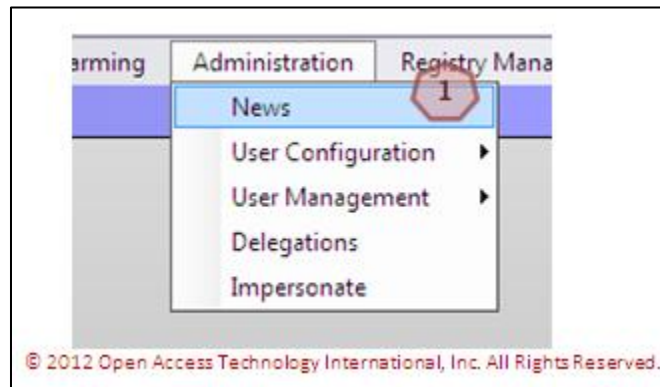 arming Administration Registry Mana
1
News
User Configuration
User Management
Delegations
Impersonate
© 2012 Open Access Technology International, Inc. All Rights Reserved.